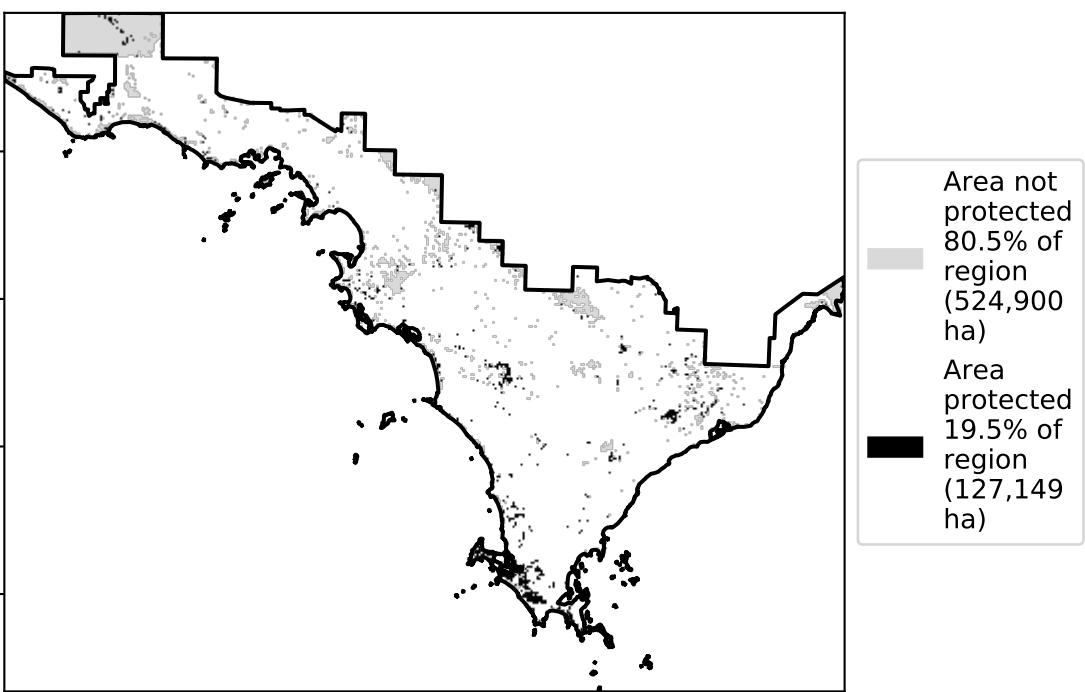 Area not
protected
80.5% of
region
(524,900
ha)
Area
protected
19.5% of
region
(127,149
ha)